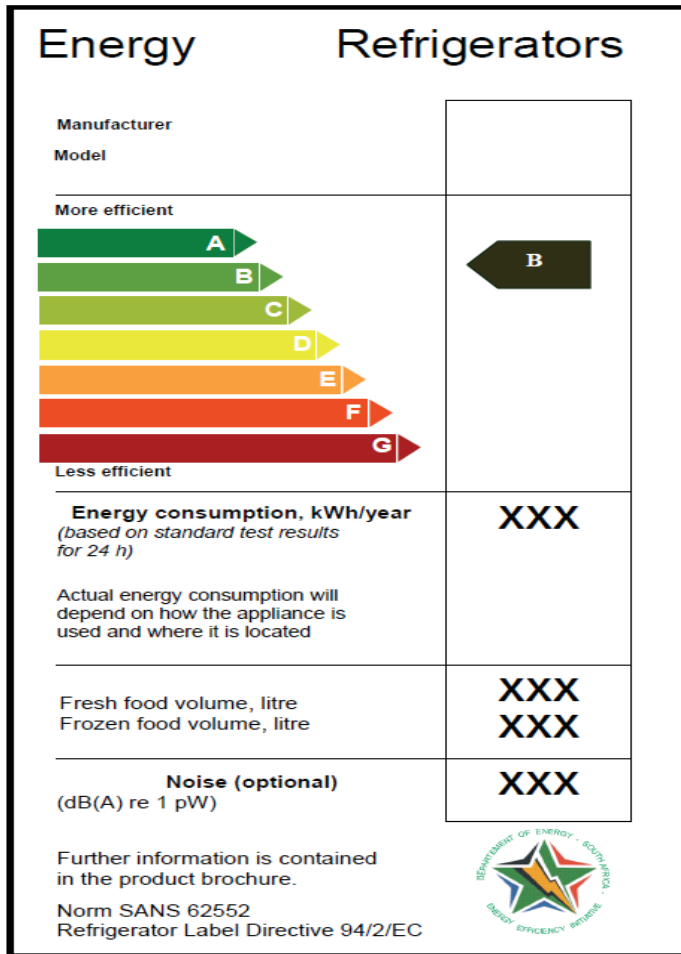 Energy Refrigerators
Manufacturer
Model
More efficient
A
B
B
C
D
E
F
G
Less efficient
Energy consumption, kWh/year XXX
(based on standard test results
for 24 h)
Actual energy consumption will
depend on how the appliance is
used and where it is located
Fresh food volume, litre XXX
Frozen food volume, litre XXX
Noise (optional) XXX
(dB(A) re 1 pW)
Further information is contained
in the product brochure.
Norm SANS 62552
Refrigerator Label Directive 94/2/EC
DEPARTEMENT OF ENERGY - SOUTH AFRICA -
ENERGY EFFICIENCY INITIATIVE